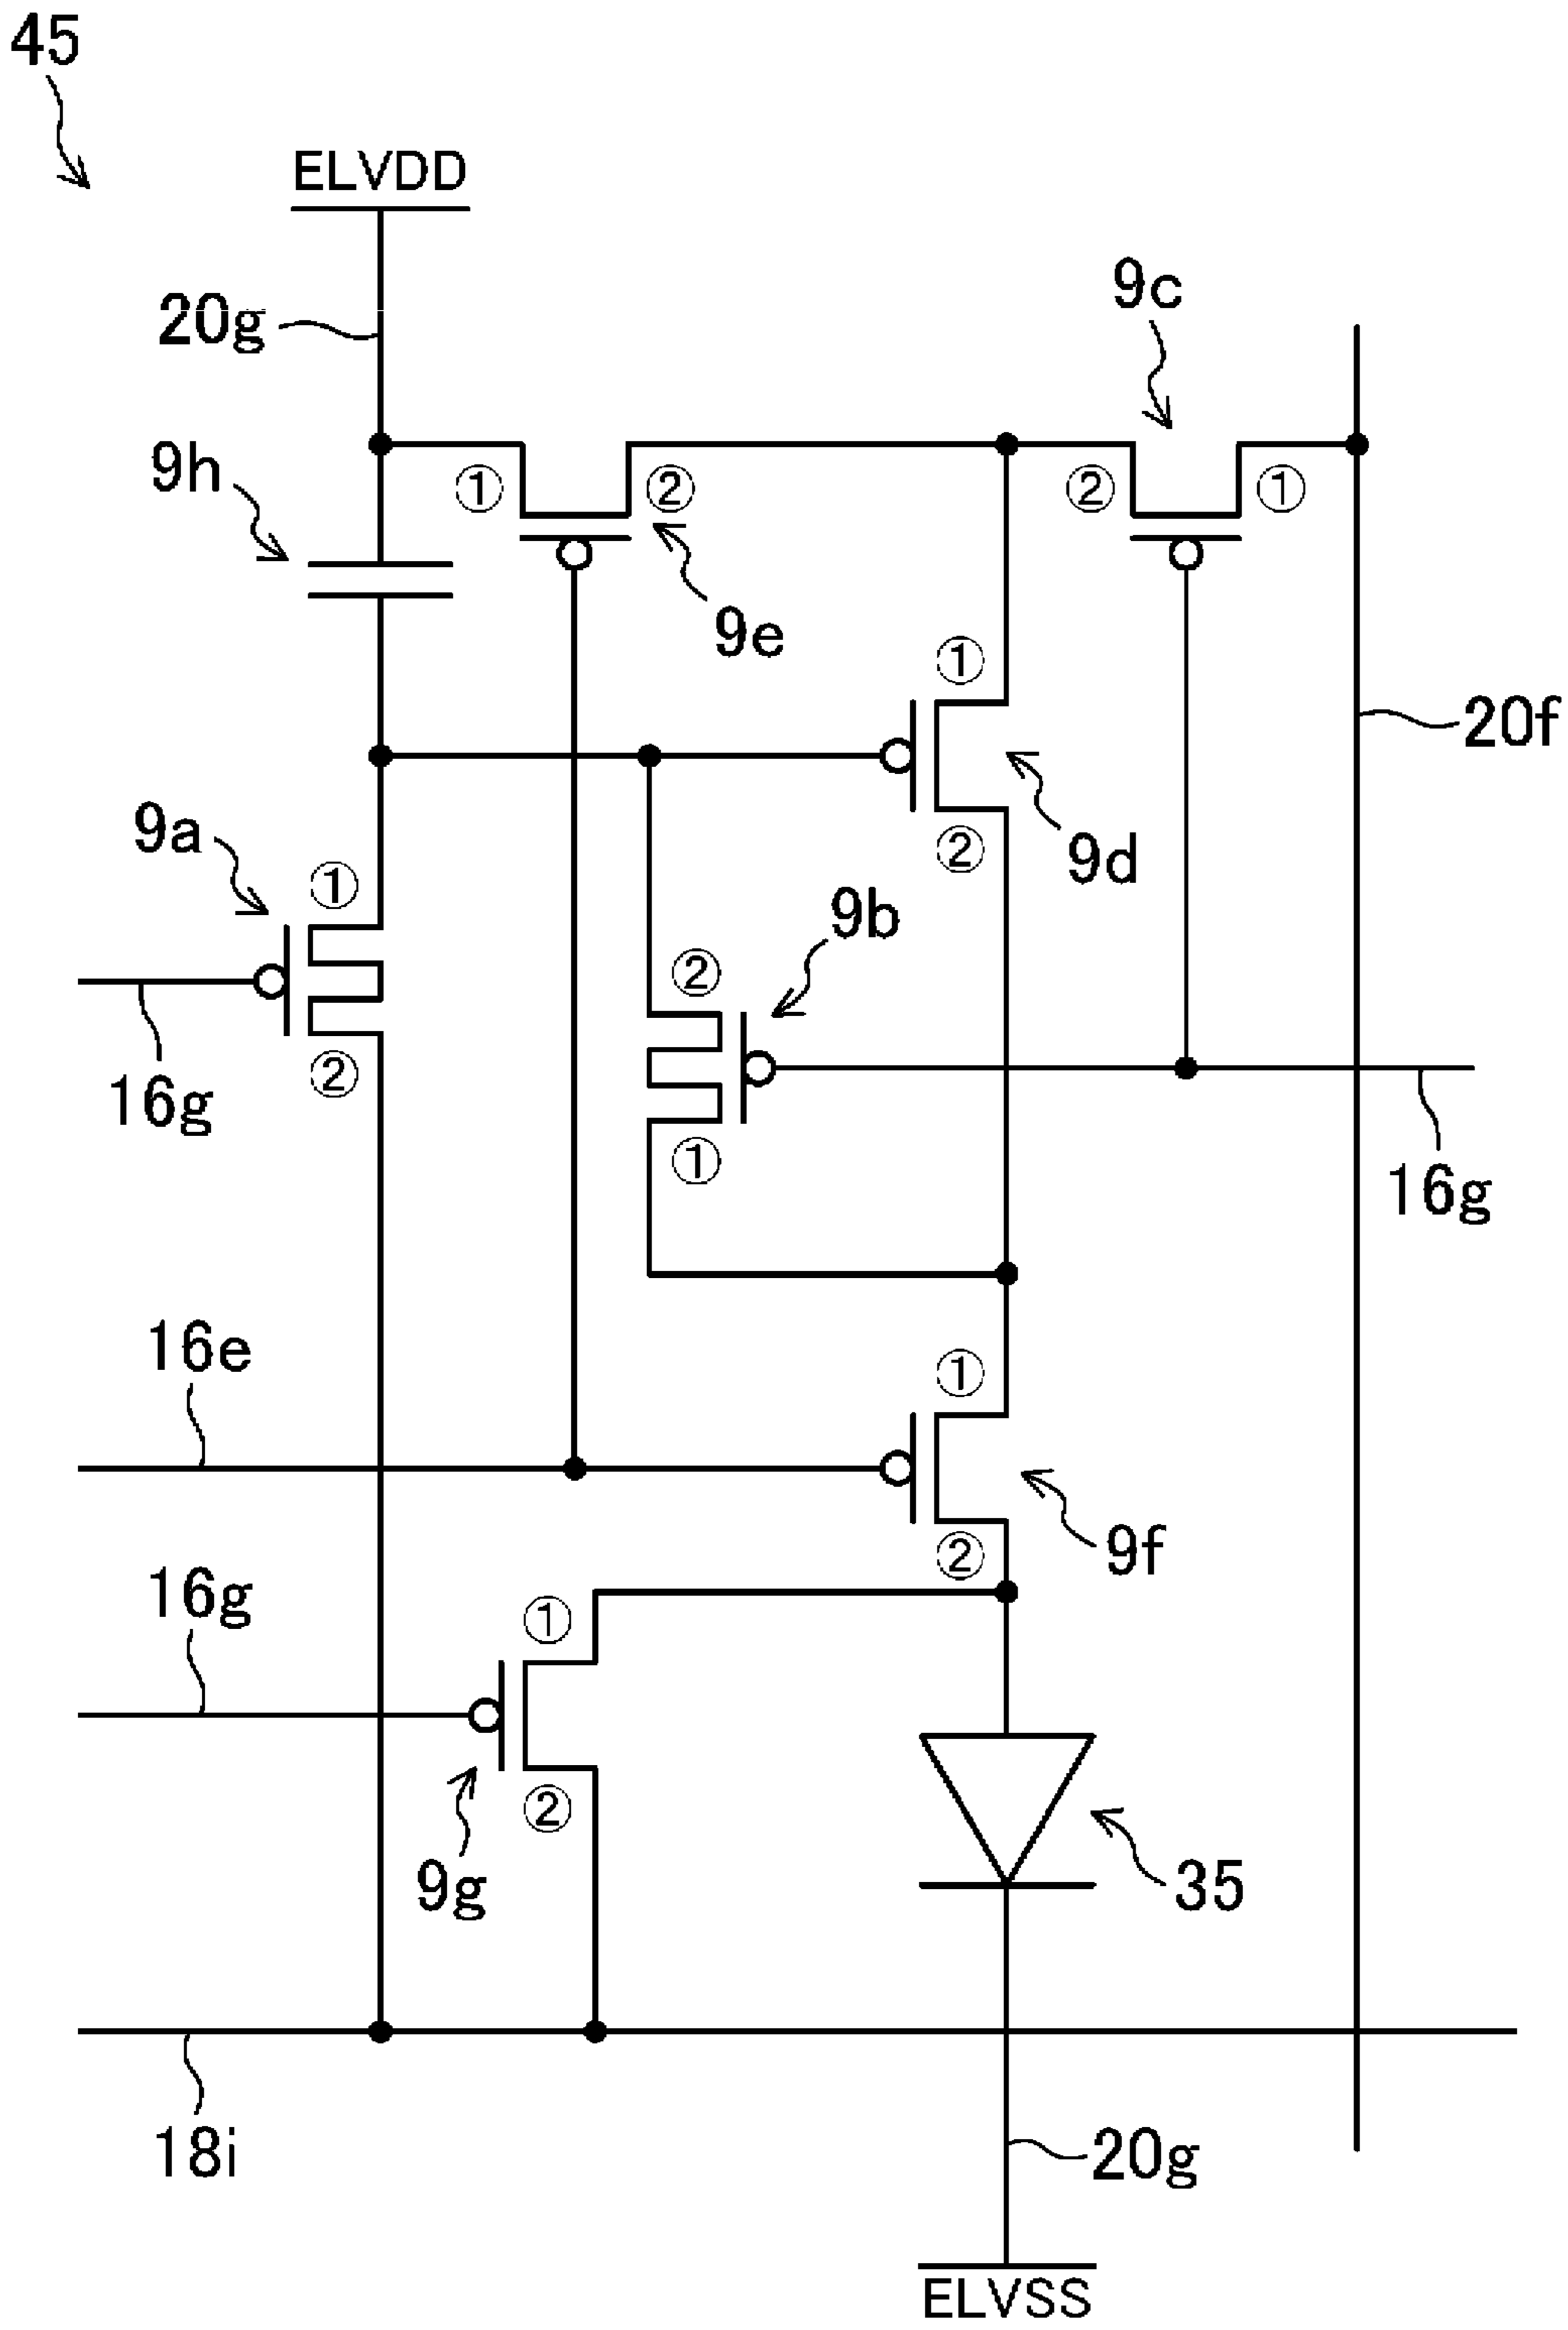 45
ELVDD
20g
9c
9h
① ② ② ①
9e
①
20f
9a
①
9d
②
9b
②
16g
②
①
16g
16e
①
9f
②
16g
①
②
9g
35
18i
20g
ELVSS